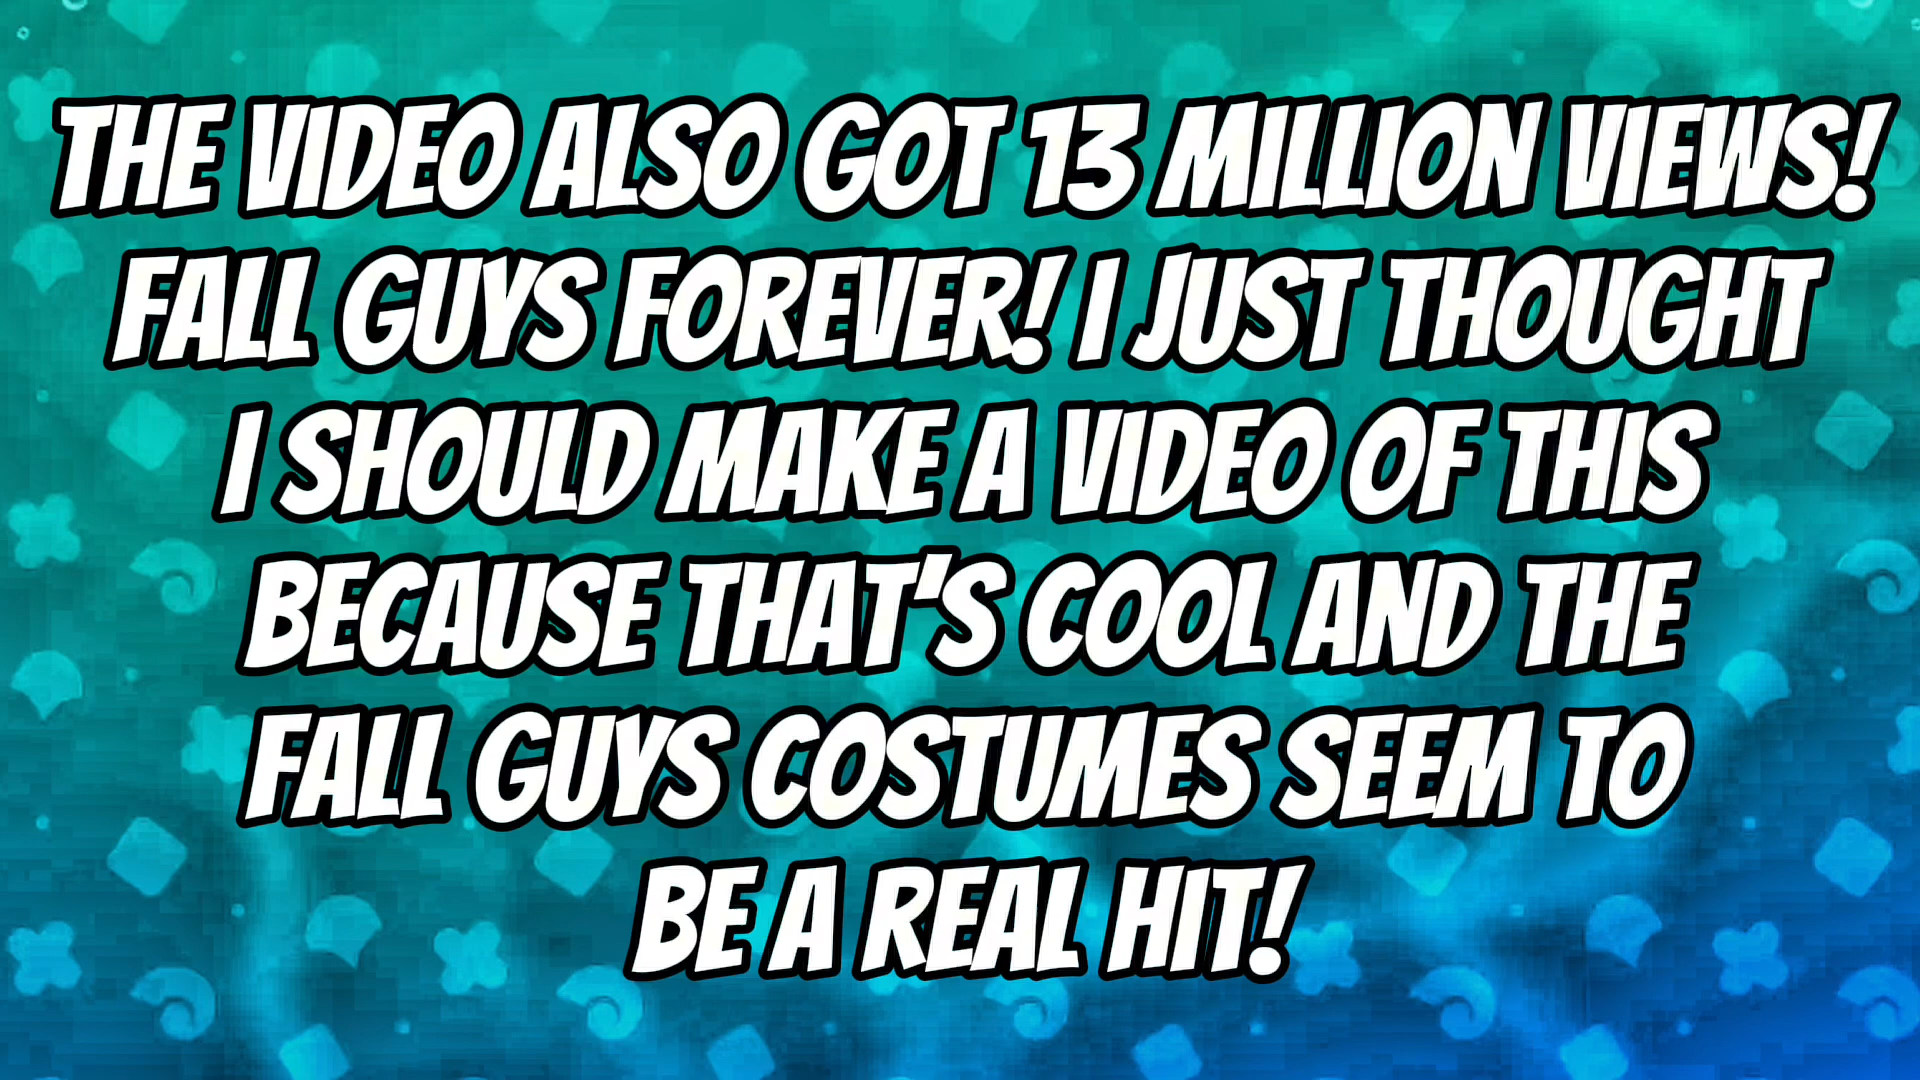 THE VIDEO ALSO GOT 13 MILLION VIEWS!
FALL GUYS FOREVER! I JUST THOUGHT
I SHOULD MAKE A VIDEO OF THIS
BECAUSE THAT'S COOL AND THE
FALL GUYS COSTUMES SEEM TO
BE A REAL HIT!